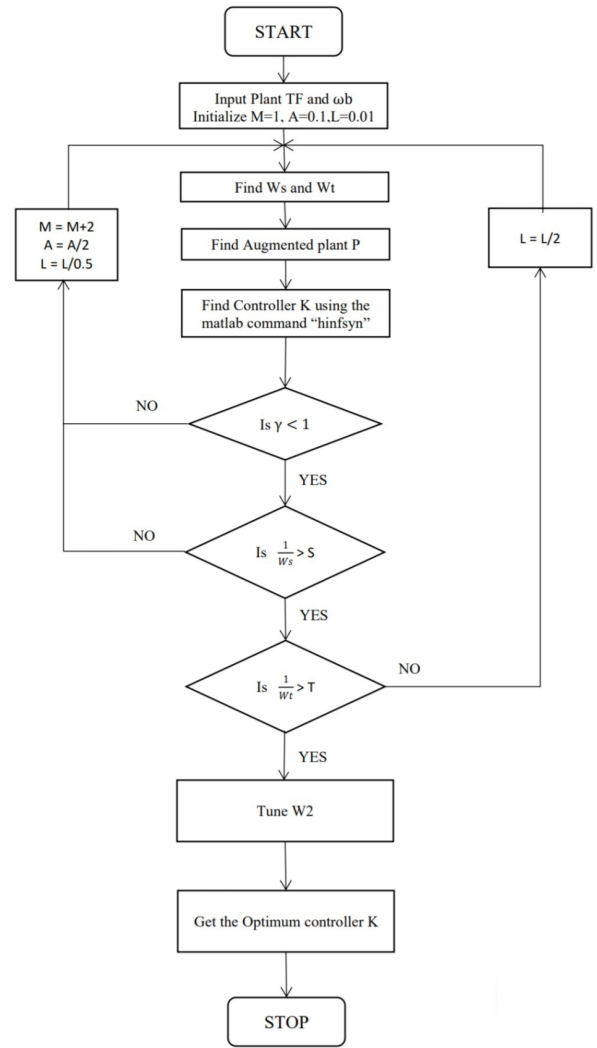 START
Input Plant TF and ωb
Initialize M=1, A=0.1,L=0.01
Find Ws and Wt
M = M+2
A = A/2
L = L/0.5
L = L/2
Find Augmented plant P
Find Controller K using the
matlab command “hinfsyn”
NO
Is γ < 1
YES
NO
Is 1/Ws > S
YES
NO
Is 1/Wt > T
YES
Tune W2
Get the Optimum controller K
STOP